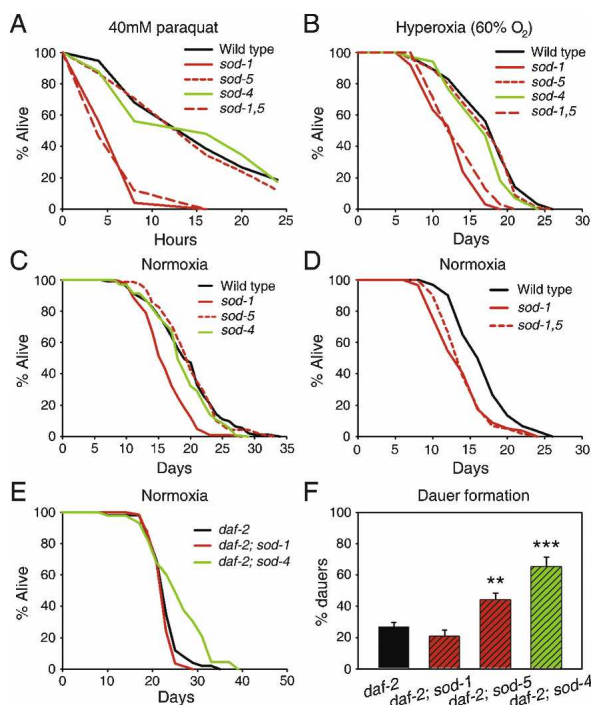 A
40mM paraquat
% Alive
100
80
60
40
20
0
0 5 10 15 20 25
Hours
Wild type
sod-1
sod-5
sod-4
sod-1,5
B
Hyperoxia (60% O₂)
% Alive
100
80
60
40
20
0
0 5 10 15 20 25 30
Days
Wild type
sod-1
sod-5
sod-4
sod-1,5
C
Normoxia
% Alive
100
80
60
40
20
0
0 5 10 15 20 25 30 35
Days
Wild type
sod-1
sod-5
sod-4
D
Normoxia
% Alive
100
80
60
40
20
0
0 5 10 15 20 25 30
Days
Wild type
sod-1
sod-1,5
E
Normoxia
% Alive
100
80
60
40
20
0
0 10 20 30 40 50
Days
daf-2
daf-2; sod-1
daf-2; sod-4
F
Dauer formation
% dauers
100
80
60
40
20
0
**
***
daf-2
daf-2; sod-1
daf-2; sod-5
daf-2; sod-4